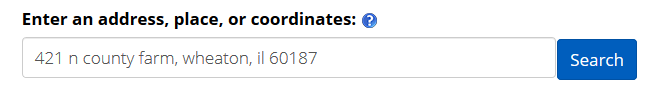 Enter an address, place, or coordinates: ?
421 n county farm, wheaton, il 60187
Search